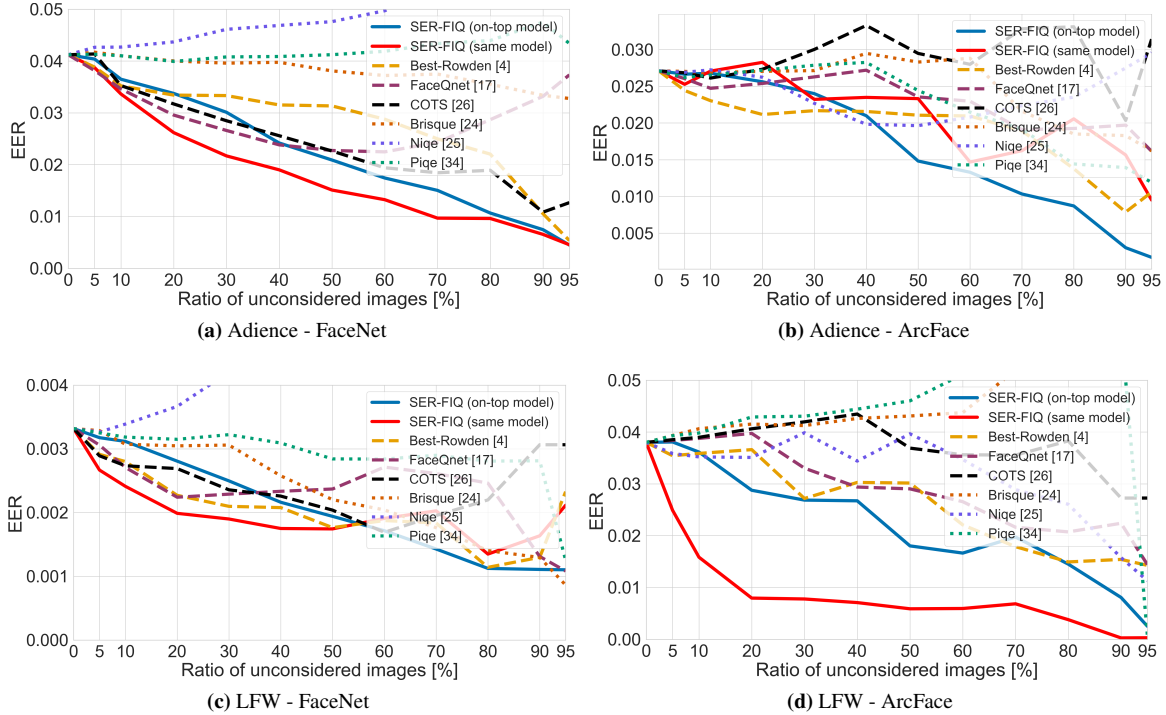 0.05
0.04
0.03
0.02
0.01
0.00
EER
0 5 10 20 30 40 50 60 70 80 90 95
Ratio of unconsidered images [%]
SER-FIQ (on-top model)
SER-FIQ (same model)
Best-Rowden [4]
FaceQnet [17]
COTS [26]
Brisque [24]
Niqe [25]
Piqe [34]
(a) Adience - FaceNet
0.030
0.025
0.020
0.015
0.010
0.005
EER
0 5 10 20 30 40 50 60 70 80 90 95
Ratio of unconsidered images [%]
SER-FIQ (on-top model)
SER-FIQ (same model)
Best-Rowden [4]
FaceQnet [17]
COTS [26]
Brisque [24]
Niqe [25]
Piqe [34]
(b) Adience - ArcFace
0.004
0.003
0.002
0.001
0.000
EER
0 5 10 20 30 40 50 60 70 80 90 95
Ratio of unconsidered images [%]
SER-FIQ (on-top model)
SER-FIQ (same model)
Best-Rowden [4]
FaceQnet [17]
COTS [26]
Brisque [24]
Niqe [25]
Piqe [34]
(c) LFW - FaceNet
0.05
0.04
0.03
0.02
0.01
0.00
EER
0 5 10 20 30 40 50 60 70 80 90 95
Ratio of unconsidered images [%]
SER-FIQ (on-top model)
SER-FIQ (same model)
Best-Rowden [4]
FaceQnet [17]
COTS [26]
Brisque [24]
Niqe [25]
Piqe [34]
(d) LFW - ArcFace